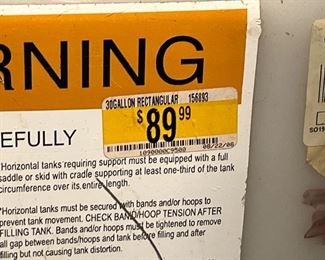 RNING
30GALLON RECTANGULAR 156893
$89.99
1090000C9500 06/22/06
EFULLY
*Horizontal tanks requiring support must be equipped with a full
saddle or skid with cradle supporting at least one-third of the tank
circumference over its entire length.
*Horizontal tanks must be secured with bands and/or hoops to
prevent tank movement. CHECK BAND/HOOP TENSION AFTER
FILLING TANK. Bands and/or hoops must be tightened to remove
all gap between bands/hoops and tank before filling and after
filling but not causing tank distortion.